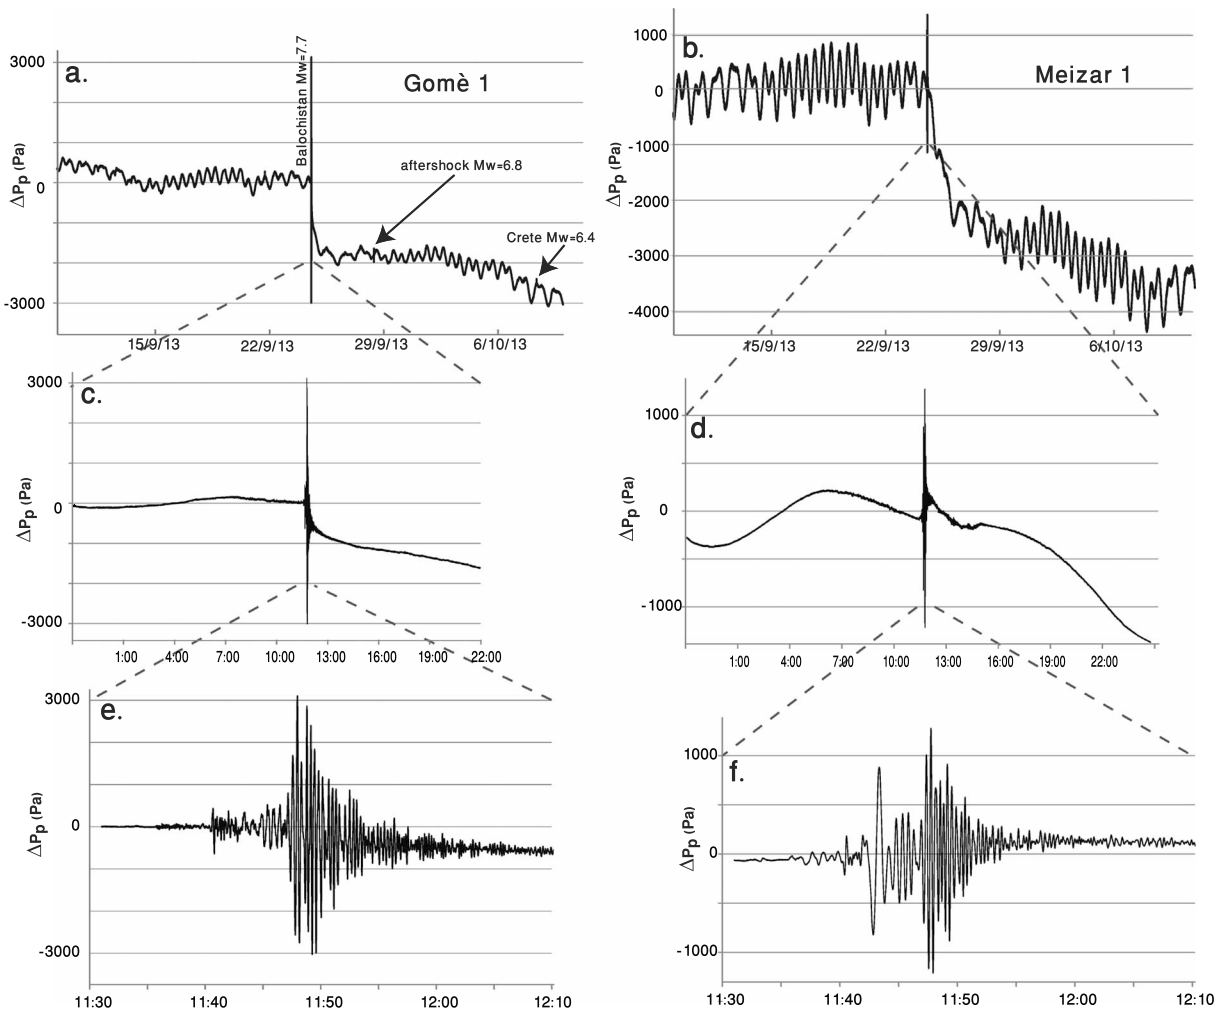 a.
Gomè 1
Balochistan Mw=7.7
aftershock Mw=6.8
Crete Mw=6.4
ΔPp (Pa)
3000
0
-3000
15/9/13 22/9/13 29/9/13 6/10/13
b.
Meizar 1
ΔPp (Pa)
1000
0
-1000
-2000
-3000
-4000
15/9/13 22/9/13 29/9/13 6/10/13
c.
ΔPp (Pa)
3000
0
-3000
1:00 4:00 7:00 10:00 13:00 16:00 19:00 22:00
d.
ΔPp (Pa)
1000
0
-1000
1:00 4:00 7:00 10:00 13:00 16:00 19:00 22:00
e.
ΔPp (Pa)
3000
0
-3000
11:30 11:40 11:50 12:00 12:10
f.
ΔPp (Pa)
1000
0
-1000
11:30 11:40 11:50 12:00 12:10